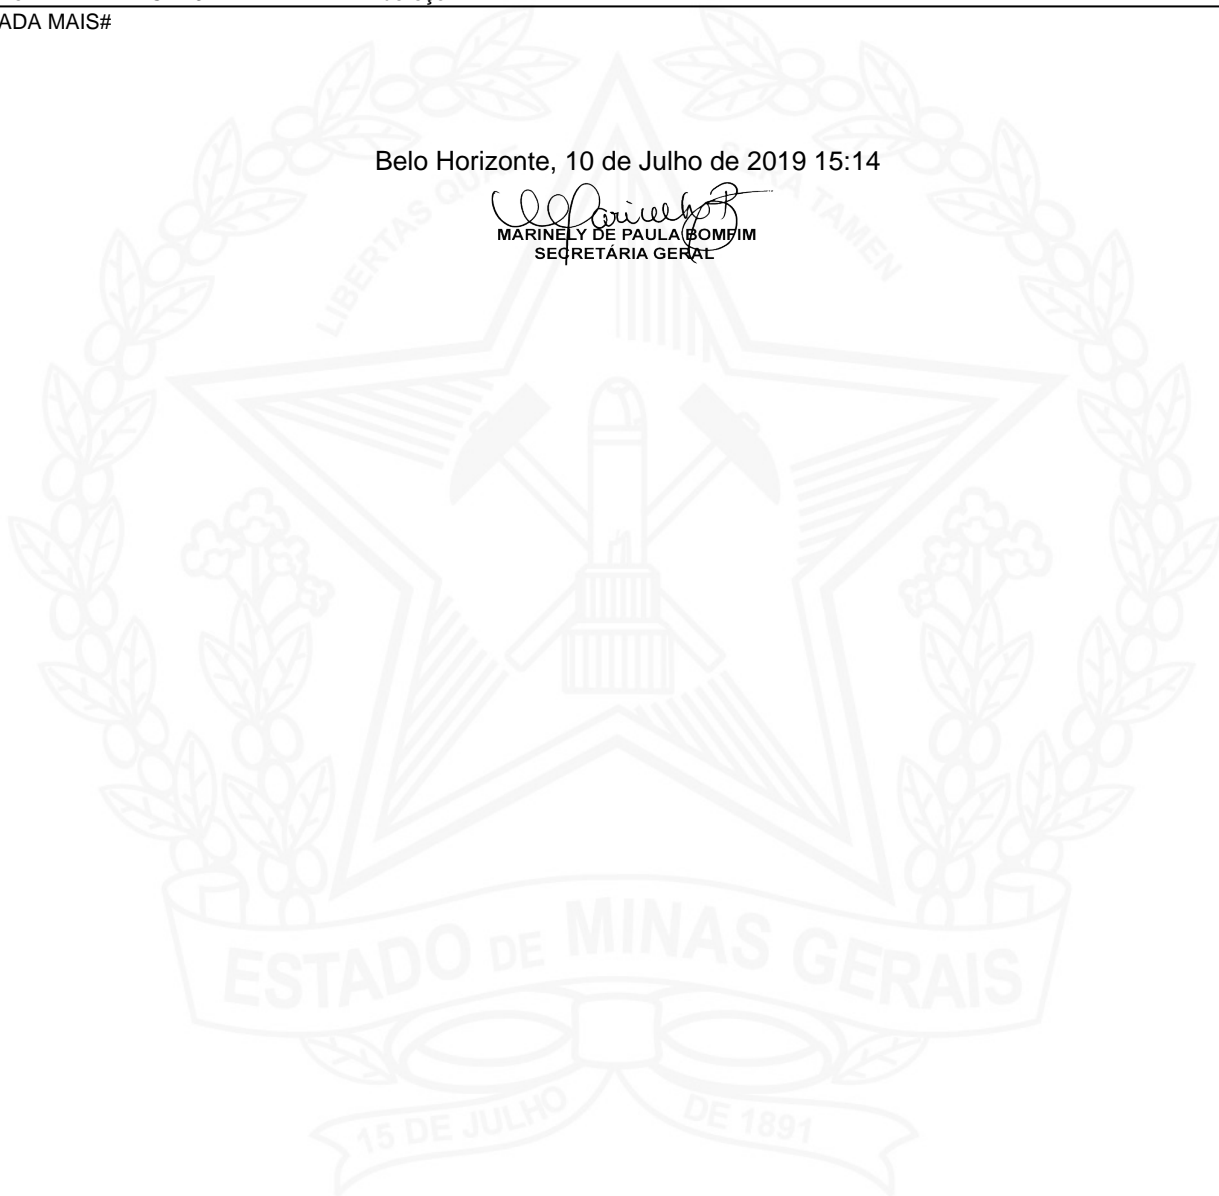 ADA MAIS#
Belo Horizonte, 10 de Julho de 2019 15:14
MARINELY DE PAULA BOMFIM
SECRETÁRIA GERAL
LIBERTAS QUÆ SERA TAMEN
ESTADO DE MINAS GERAIS
15 DE JULHO DE 1891